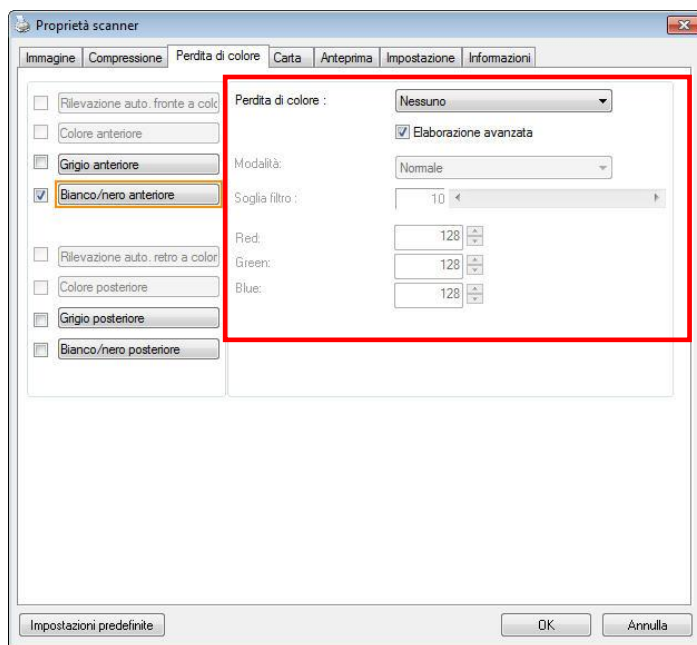 Proprietà scanner
Immagine Compressione Perdita di colore Carta Anteprima Impostazione Informazioni
Rilevazione auto. fronte a colo
Colore anteriore
Grigio anteriore
Bianco/nero anteriore
Rilevazione auto. retro a color
Colore posteriore
Grigio posteriore
Bianco/nero posteriore
Perdita di colore : Nessuno
Elaborazione avanzata
Modalità: Normale
Soglia filtro : 10
Red: 128
Green: 128
Blue: 128
Impostazioni predefinite OK Annulla